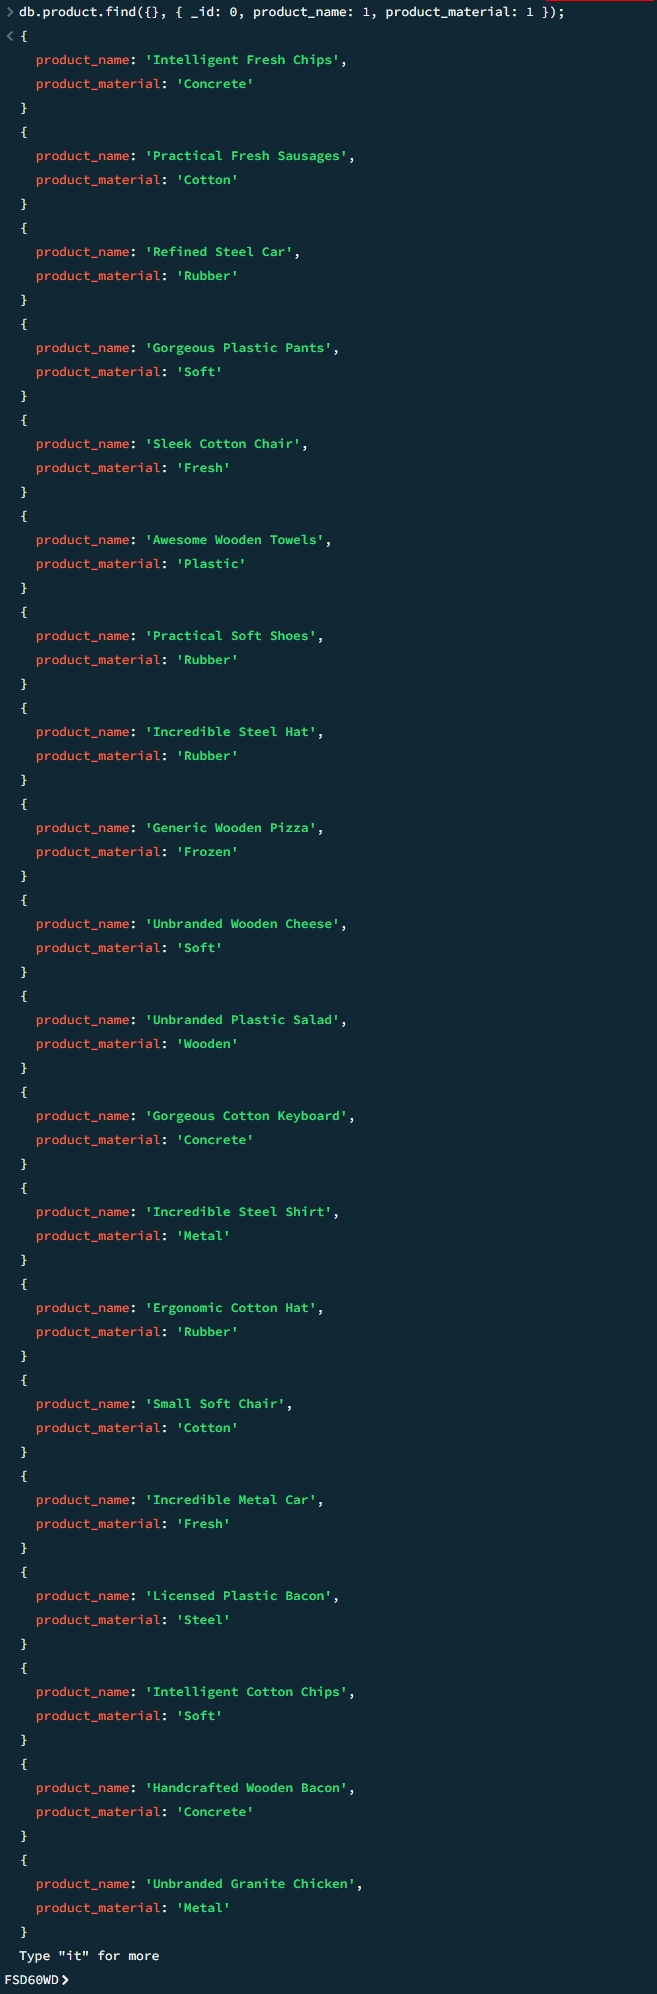 > db.product.find({}, { _id: 0, product_name: 1, product_material: 1 });
< {
product_name: 'Intelligent Fresh Chips',
product_material: 'Concrete'
}
{
product_name: 'Practical Fresh Sausages',
product_material: 'Cotton'
}
{
product_name: 'Refined Steel Car',
product_material: 'Rubber'
}
{
product_name: 'Gorgeous Plastic Pants',
product_material: 'Soft'
}
{
product_name: 'Sleek Cotton Chair',
product_material: 'Fresh'
}
{
product_name: 'Awesome Wooden Towels',
product_material: 'Plastic'
}
{
product_name: 'Practical Soft Shoes',
product_material: 'Rubber'
}
{
product_name: 'Incredible Steel Hat',
product_material: 'Rubber'
}
{
product_name: 'Generic Wooden Pizza',
product_material: 'Frozen'
}
{
product_name: 'Unbranded Wooden Cheese',
product_material: 'Soft'
}
{
product_name: 'Unbranded Plastic Salad',
product_material: 'Wooden'
}
{
product_name: 'Gorgeous Cotton Keyboard',
product_material: 'Concrete'
}
{
product_name: 'Incredible Steel Shirt',
product_material: 'Metal'
}
{
product_name: 'Ergonomic Cotton Hat',
product_material: 'Rubber'
}
{
product_name: 'Small Soft Chair',
product_material: 'Cotton'
}
{
product_name: 'Incredible Metal Car',
product_material: 'Fresh'
}
{
product_name: 'Licensed Plastic Bacon',
product_material: 'Steel'
}
{
product_name: 'Intelligent Cotton Chips',
product_material: 'Soft'
}
{
product_name: 'Handcrafted Wooden Bacon',
product_material: 'Concrete'
}
{
product_name: 'Unbranded Granite Chicken',
product_material: 'Metal'
}
Type "it" for more
FSD60WD>